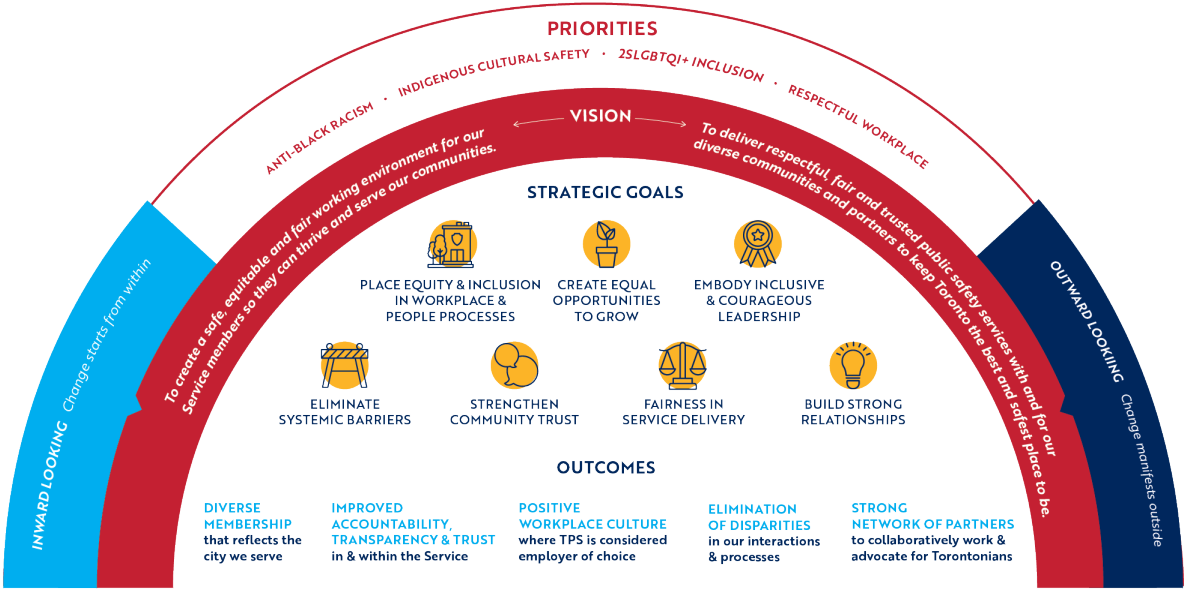 PRIORITIES
ANTI-BLACK RACISM • INDIGENOUS CULTURAL SAFETY • 2SLGBTQI+ INCLUSION • RESPECTFUL WORKPLACE
VISION
To create a safe, equitable and fair working environment for our
Service members so they can thrive and serve our communities.
To deliver respectful, fair and trusted public safety services with and for our
diverse communities and partners to keep Toronto the best and safest place to be.
INWARD LOOKING Change starts from within
OUTWARD LOOKIING Change manifests outside
STRATEGIC GOALS
PLACE EQUITY & INCLUSION
IN WORKPLACE &
PEOPLE PROCESSES
CREATE EQUAL
OPPORTUNITIES
TO GROW
EMBODY INCLUSIVE
& COURAGEOUS
LEADERSHIP
ELIMINATE
SYSTEMIC BARRIERS
STRENGTHEN
COMMUNITY TRUST
FAIRNESS IN
SERVICE DELIVERY
BUILD STRONG
RELATIONSHIPS
OUTCOMES
DIVERSE
MEMBERSHIP
that reflects the
city we serve
IMPROVED
ACCOUNTABILITY,
TRANSPARENCY & TRUST
in & within the Service
POSITIVE
WORKPLACE CULTURE
where TPS is considered
employer of choice
ELIMINATION
OF DISPARITIES
in our interactions
& processes
STRONG
NETWORK OF PARTNERS
to collaboratively work &
advocate for Torontonians